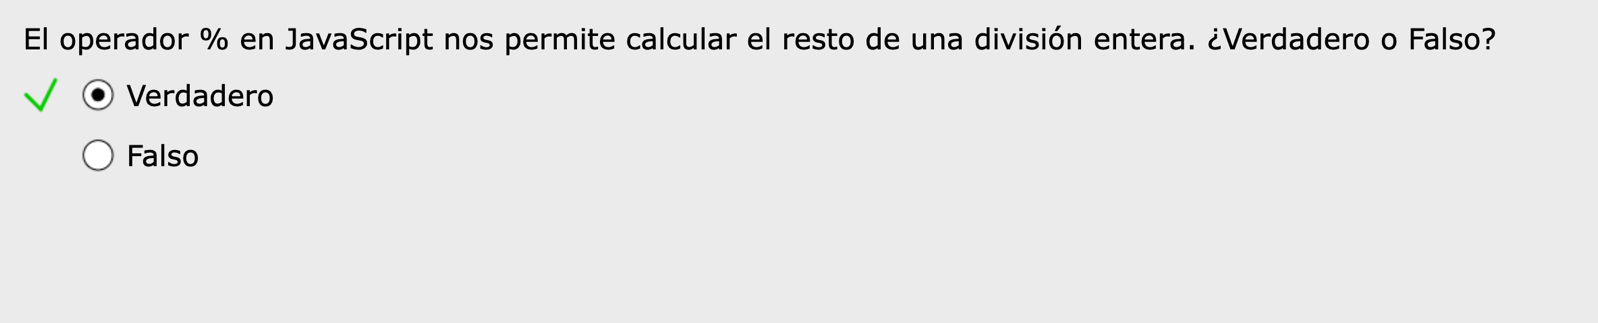 El operador % en JavaScript nos permite calcular el resto de una división entera. ¿Verdadero o Falso?
Verdadero
Falso